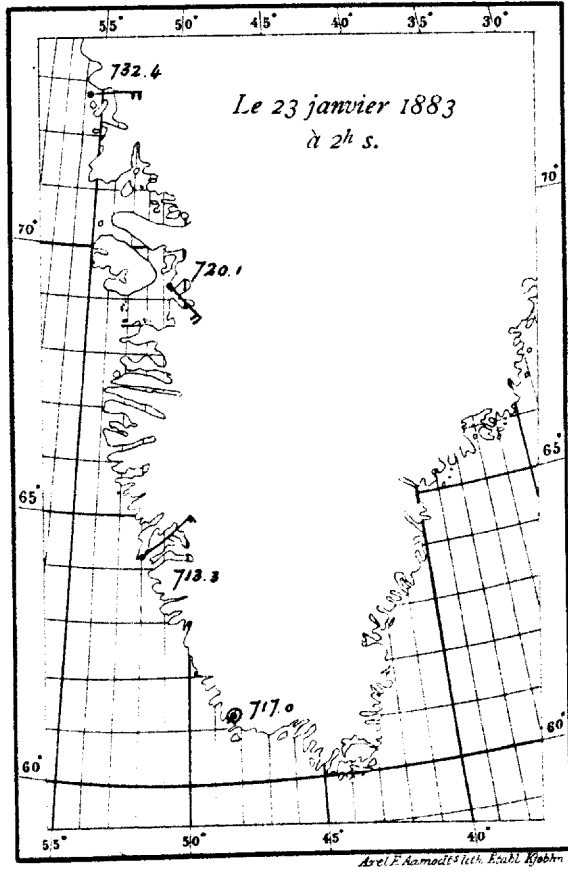 55° 50° 45° 40° 35° 30°
732.4
Le 23 janvier 1883
à 2h s.
70°
70°
720.1
65°
65°
713.3
717.0
60°
60°
55° 50° 45° 40°
Axel E. Aamodts lith. Etabl. Kjøbhn